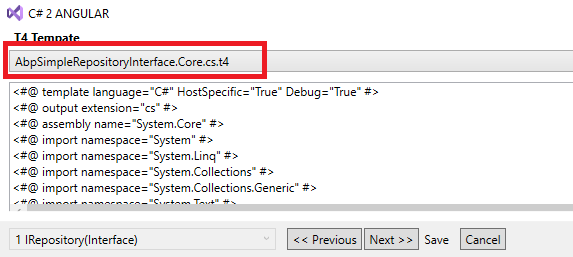 C# 2 ANGULAR
T4 Tempate
AbpSimpleRepositoryInterface.Core.cs.t4
<#@ template language="C#" HostSpecific="True" Debug="True" #>
<#@ output extension="cs" #>
<#@ assembly name="System.Core" #>
<#@ import namespace="System" #>
<#@ import namespace="System.Linq" #>
<#@ import namespace="System.Collections" #>
<#@ import namespace="System.Collections.Generic" #>
<#@ import namespace="System.Text" #>
1 IRepository(Interface) << Previous Next >> Save Cancel